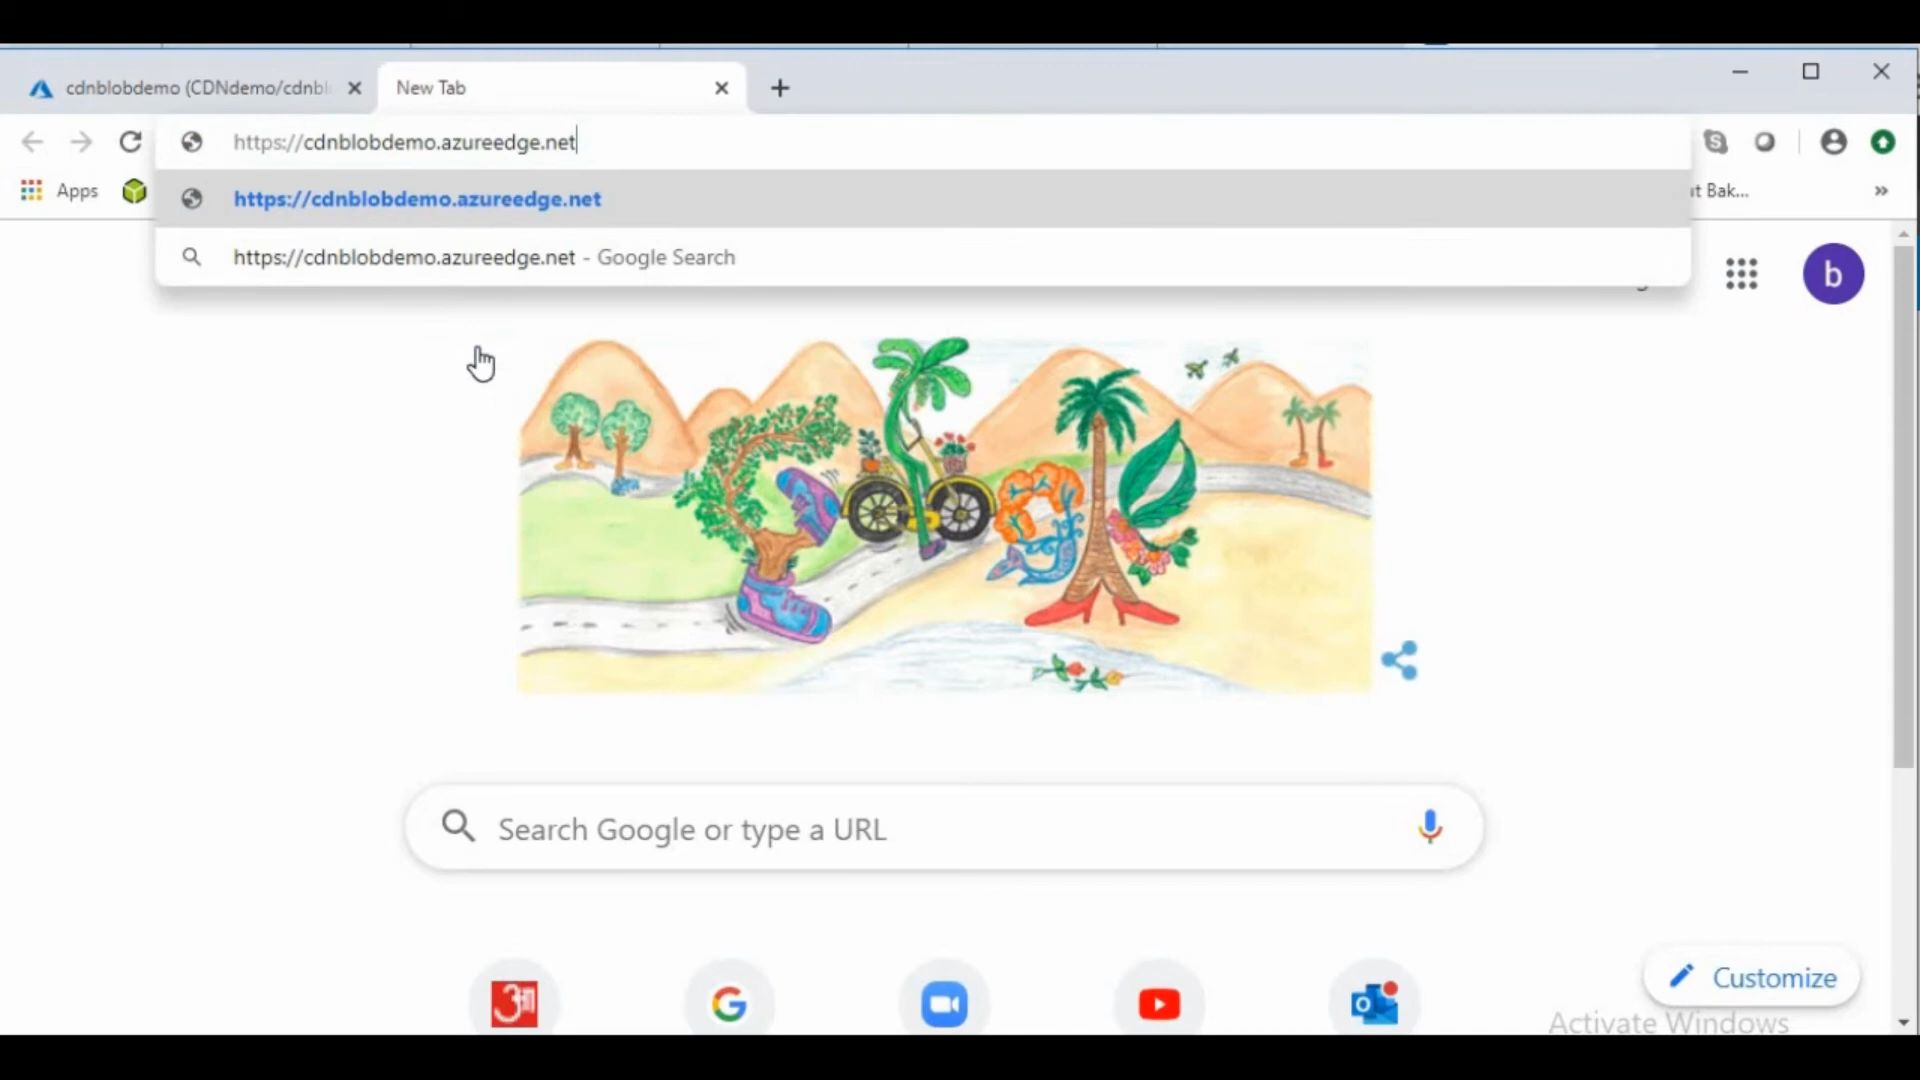 cdnblobdemo (CDNdemo/cdnbl
New Tab
https://cdnblobdemo.azureedge.net
Apps
https://cdnblobdemo.azureedge.net
ut Bak...
https://cdnblobdemo.azureedge.net - Google Search
b
Search Google or type a URL
Customize
Activate Windows